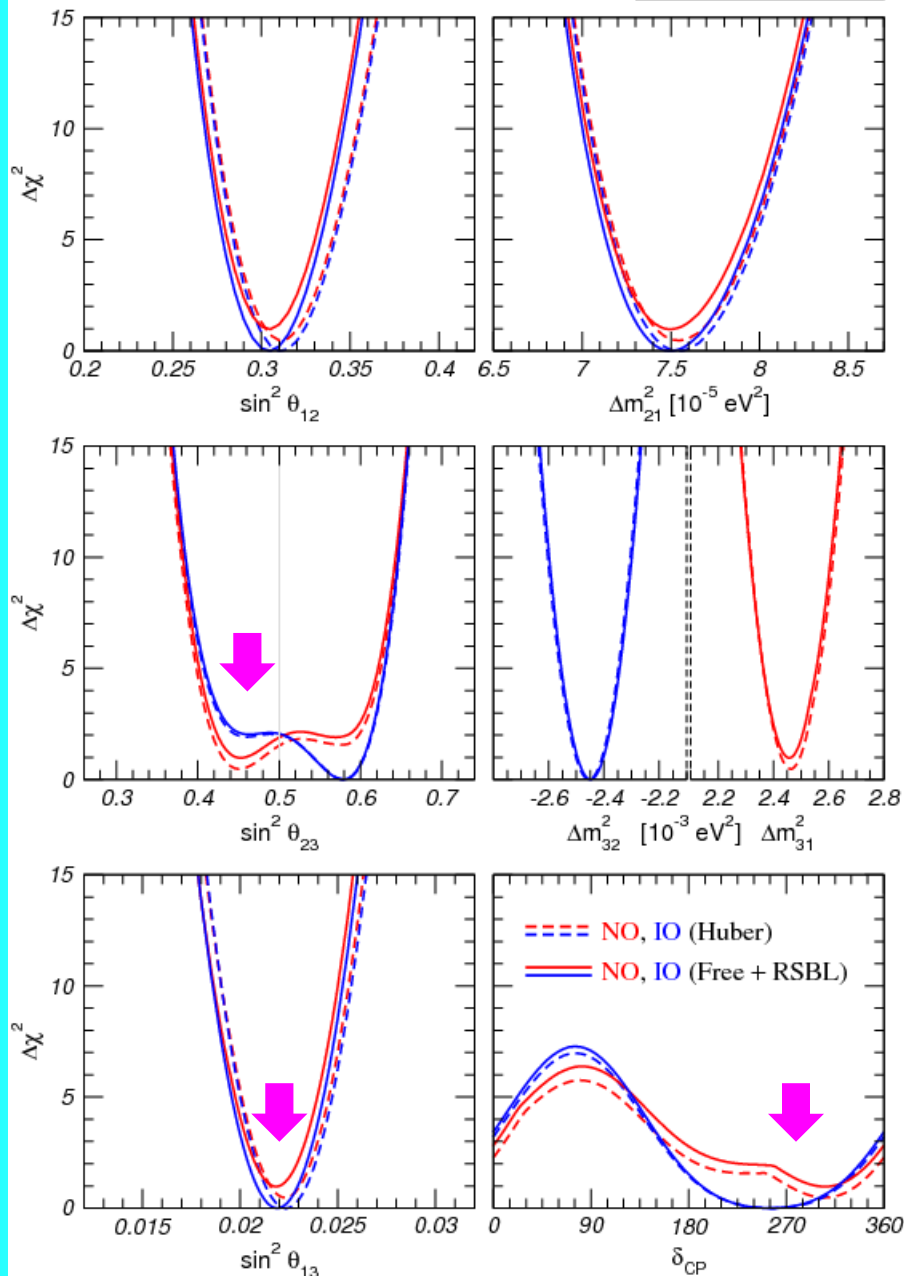 15
10
5
0
Δχ²
0.2 0.25 0.3 0.35 0.4
sin² θ₁₂
6.5 7 7.5 8 8.5
Δm²₂₁ [10⁻⁵ eV²]
15
10
5
0
Δχ²
0.3 0.4 0.5 0.6 0.7
sin² θ₂₃
-2.6 -2.4 -2.2 2.2 2.4 2.6 2.8
Δm²₃₂ [10⁻³ eV²] Δm²₃₁
15
10
5
0
Δχ²
0.015 0.02 0.025 0.03
sin² θ₁₃
NO, IO (Huber)
NO, IO (Free + RSBL)
0 90 180 270 360
δCP